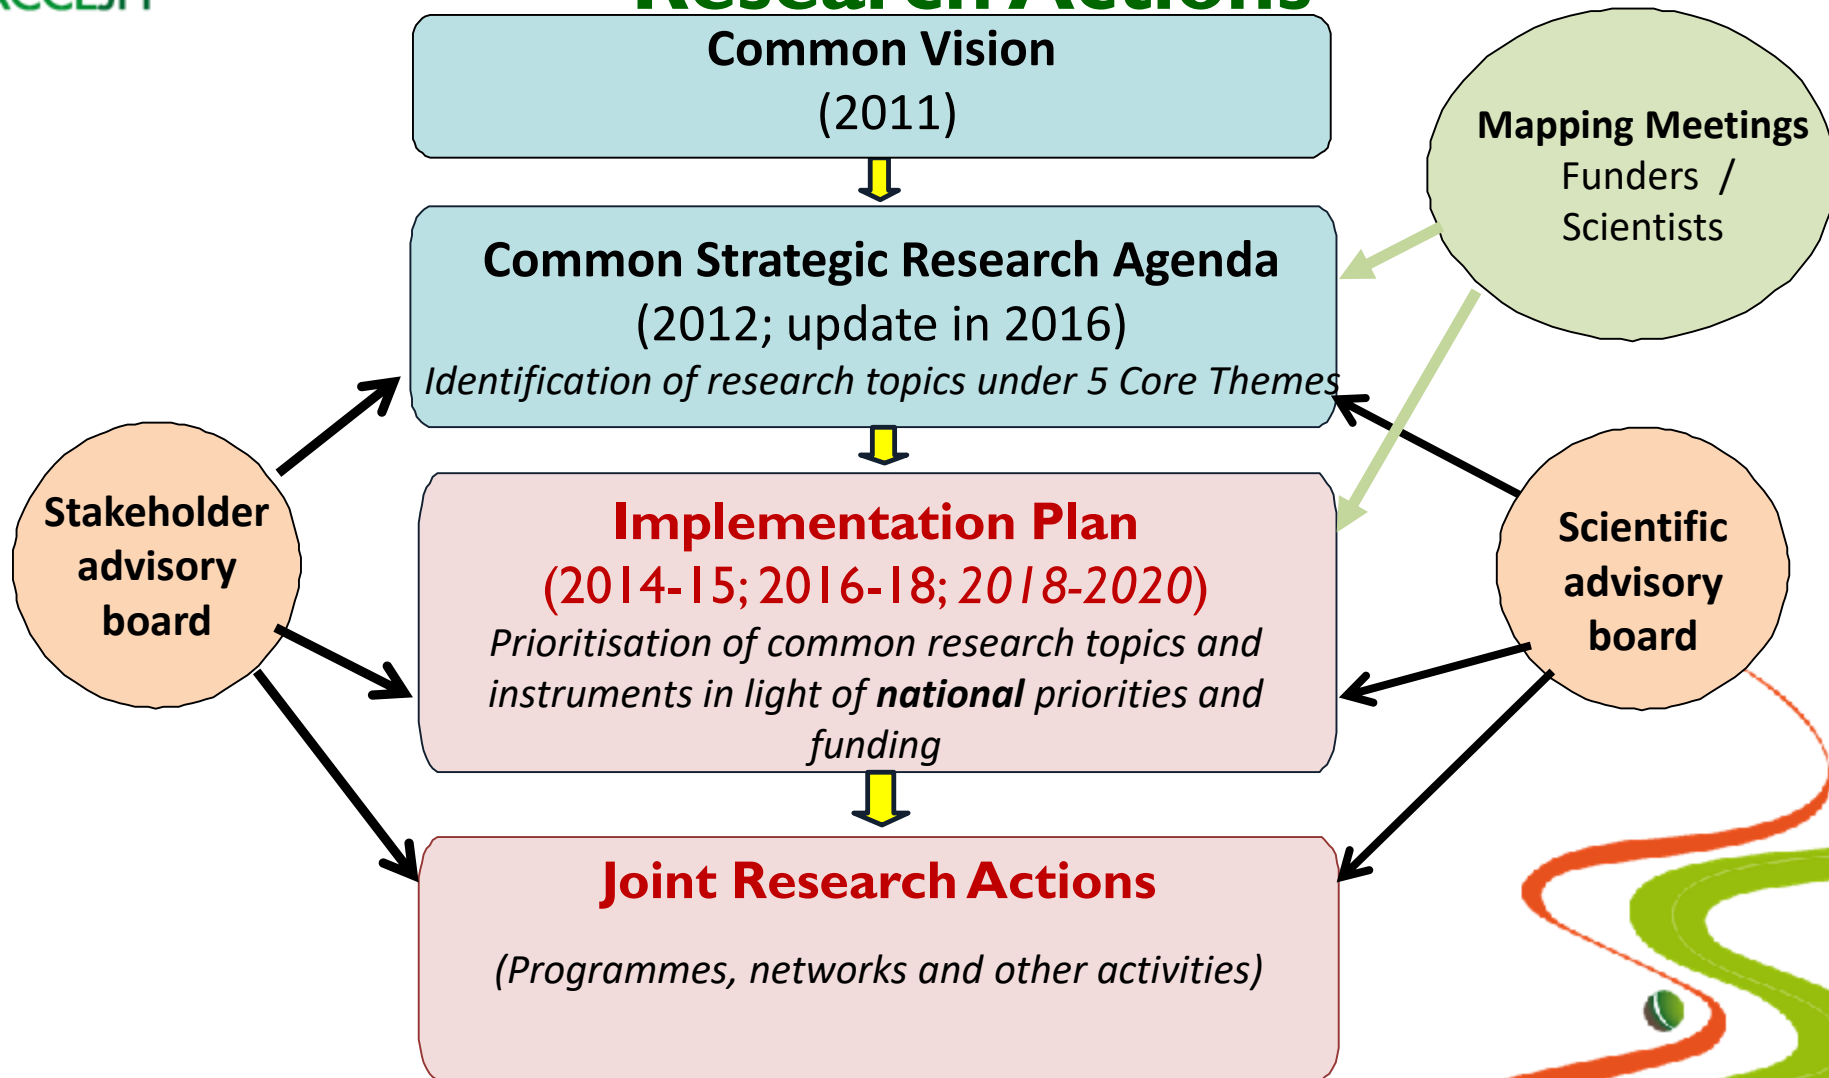 Research Actions
Common Vision
(2011)
Mapping Meetings
Funders /
Scientists
Common Strategic Research Agenda
(2012; update in 2016)
Identification of research topics under 5 Core Themes
Stakeholder
advisory
board
Implementation Plan
(2014-15; 2016-18; 2018-2020)
Prioritisation of common research topics and
instruments in light of national priorities and
funding
Scientific
advisory
board
Joint Research Actions
(Programmes, networks and other activities)